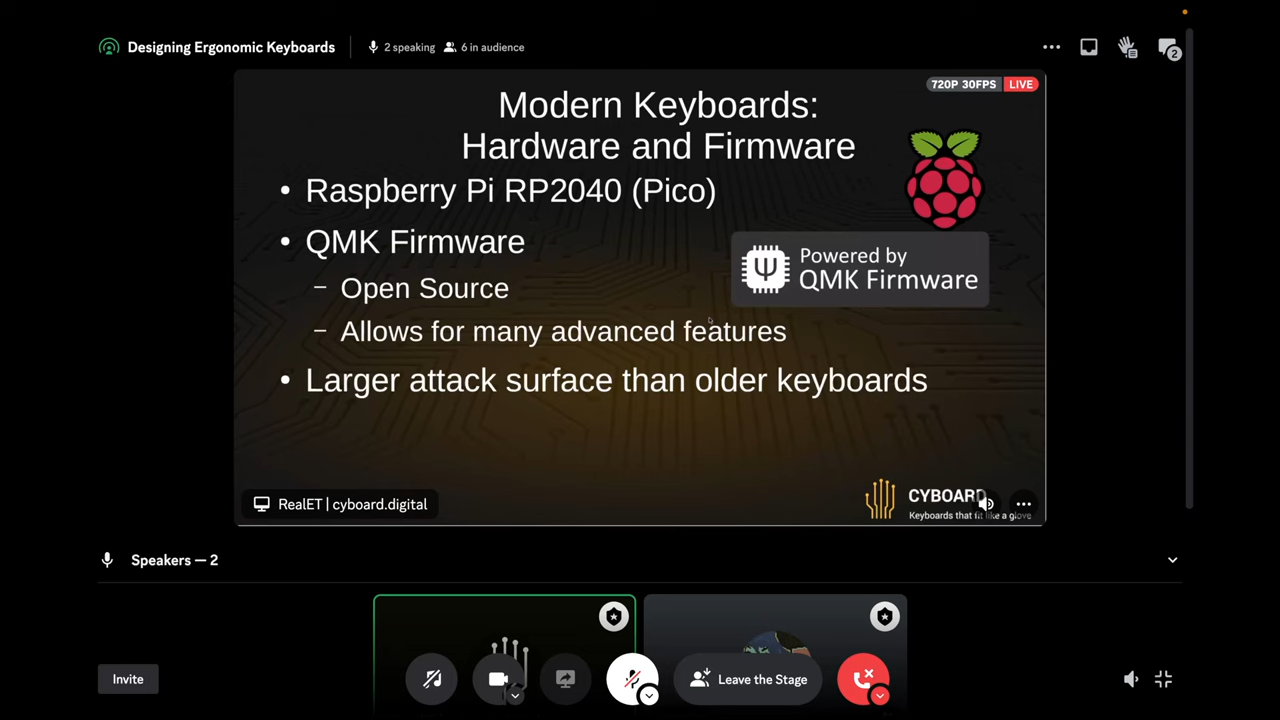 Designing Ergonomic Keyboards
2 speaking
6 in audience
2
720P 30FPS
LIVE
Modern Keyboards:
Hardware and Firmware
• Raspberry Pi RP2040 (Pico)
• QMK Firmware
– Open Source
– Allows for many advanced features
• Larger attack surface than older keyboards
Powered by
QMK Firmware
RealET | cyboard.digital
CYBOARD
Keyboards that fit like a glove
Speakers — 2
Invite
Leave the Stage